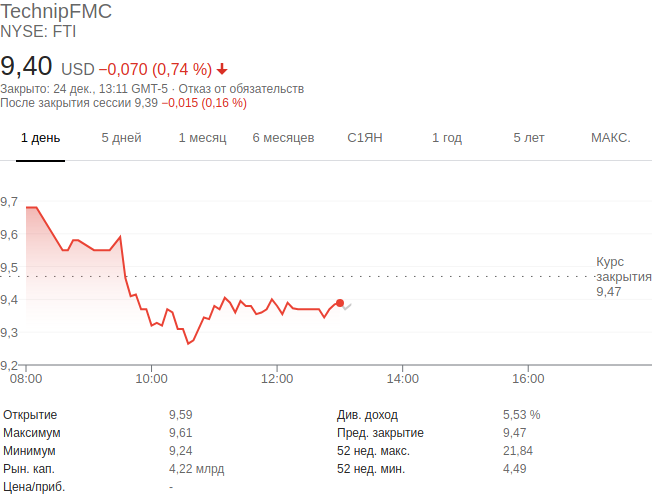 TechnipFMC
NYSE: FTI
9,40 USD −0,070 (0,74 %)
Закрыто: 24 дек., 13:11 GMT-5 · Отказ от обязательств
После закрытия сессии 9,39 −0,015 (0,16 %)
1 день 5 дней 1 месяц 6 месяцев С1ЯН 1 год 5 лет МАКС.
9,7
9,6
9,5
9,4
9,3
9,2
Курс
закрытия
9,47
08:00 10:00 12:00 14:00 16:00
Открытие 9,59 Див. доход 5,53 %
Максимум 9,61 Пред. закрытие 9,47
Минимум 9,24 52 нед. макс. 21,84
Рын. кап. 4,22 млрд 52 нед. мин. 4,49
Цена/приб. -